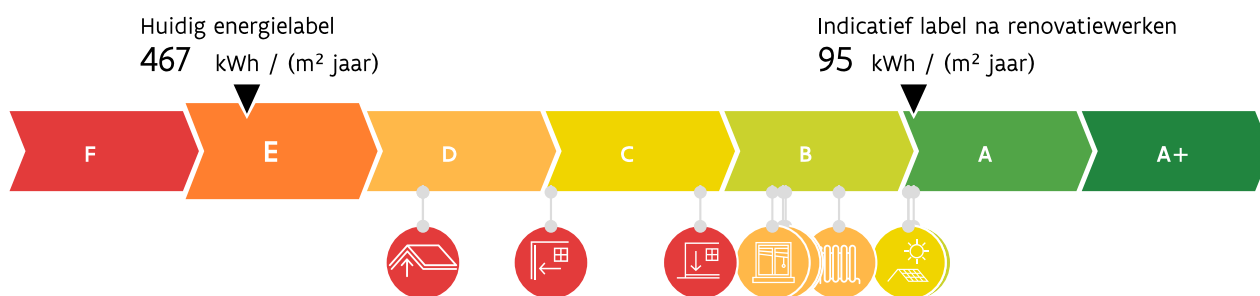 Huidig energielabel
467 kWh / (m² jaar)
Indicatief label na renovatiewerken
95 kWh / (m² jaar)
F E D C B A A+